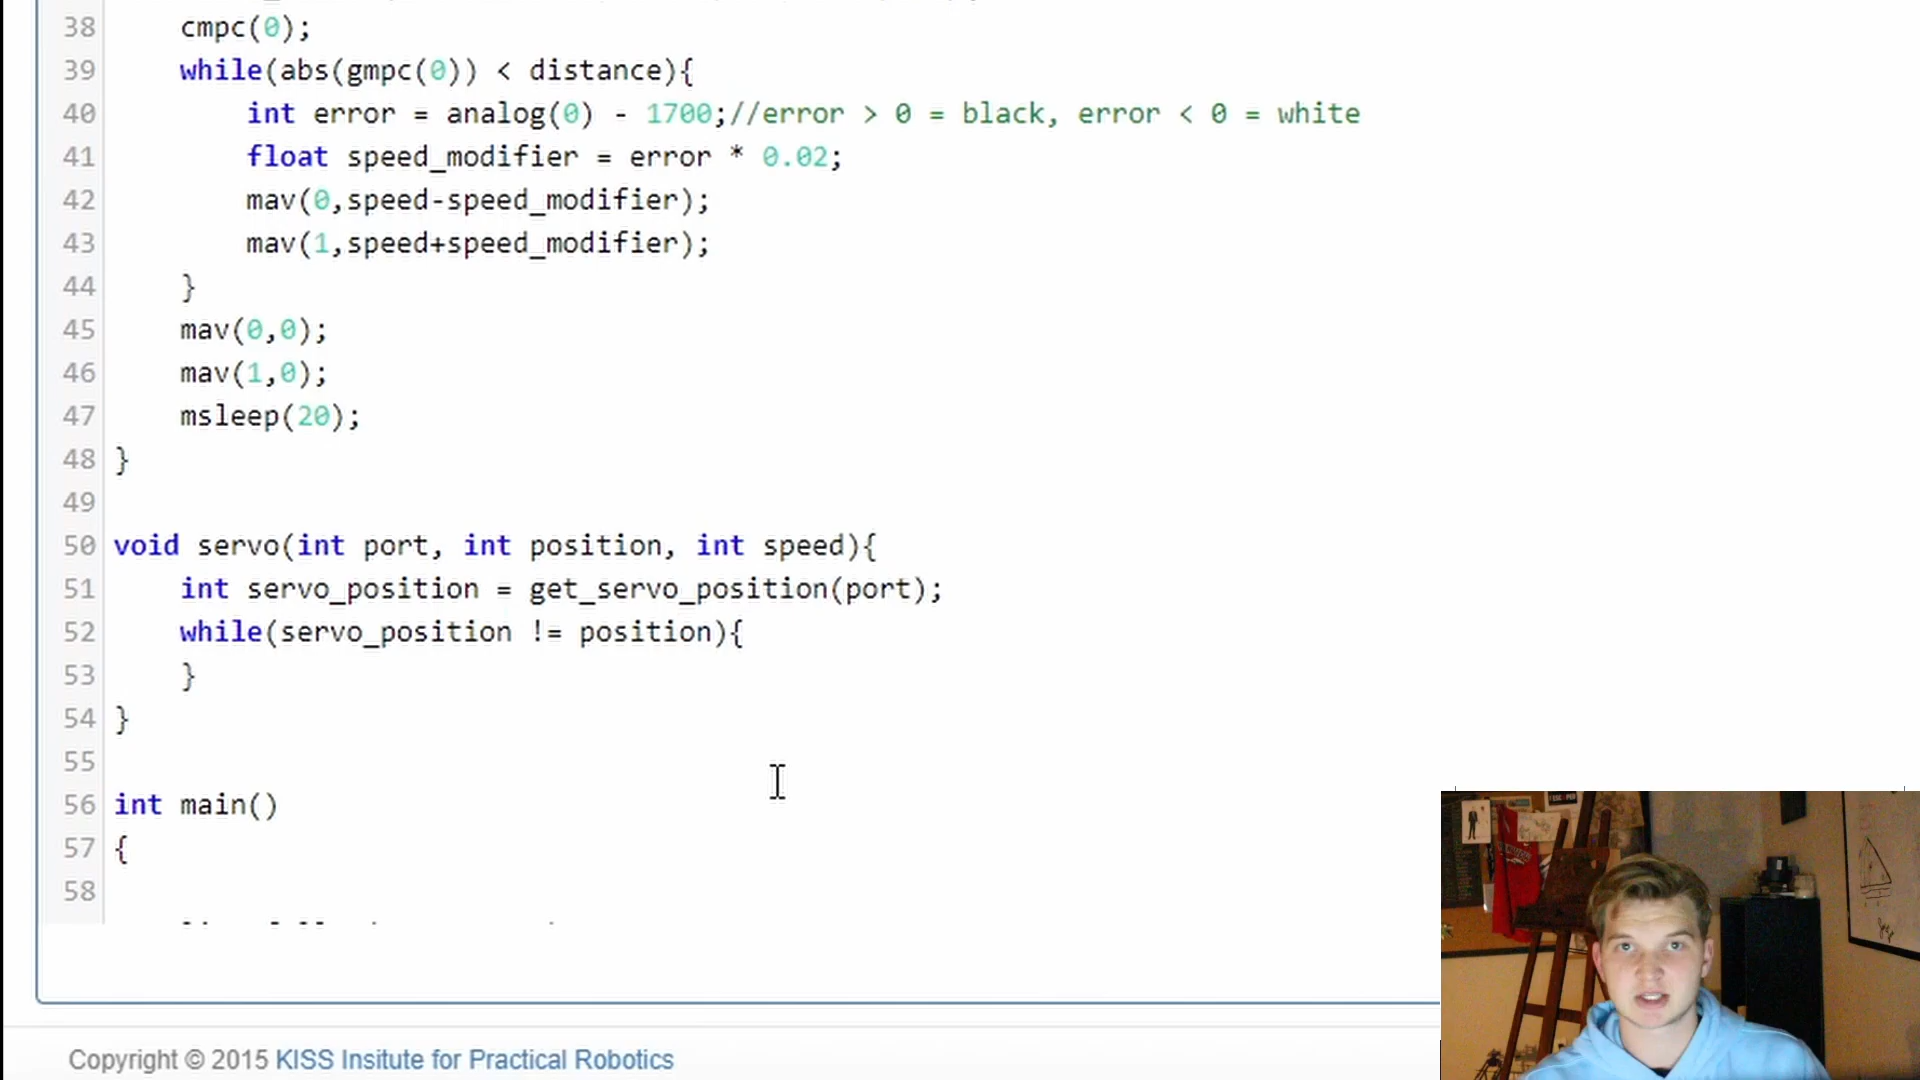 38 cmpc(0);
39 while(abs(gmpc(0)) < distance){
40 int error = analog(0) - 1700;//error > 0 = black, error < 0 = white
41 float speed_modifier = error * 0.02;
42 mav(0,speed-speed_modifier);
43 mav(1,speed+speed_modifier);
44 }
45 mav(0,0);
46 mav(1,0);
47 msleep(20);
48 }
49
50 void servo(int port, int position, int speed){
51 int servo_position = get_servo_position(port);
52 while(servo_position != position){
53 }
54 }
55
56 int main()
57 {
58
Copyright © 2015 KISS Insitute for Practical Robotics